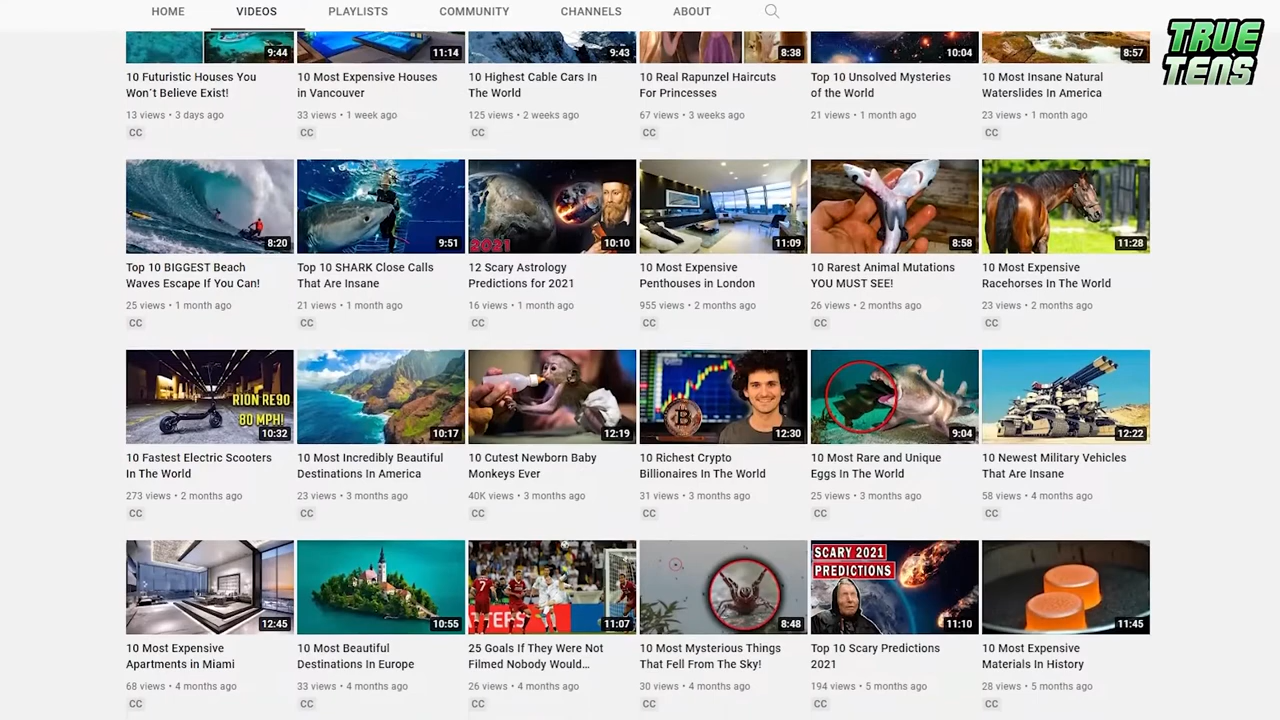 HOME VIDEOS PLAYLISTS COMMUNITY CHANNELS ABOUT
TRUE
TENS
9:44 11:14 9:43 8:38 10:04 8:57
10 Futuristic Houses You
Won't Believe Exist!
13 views • 3 days ago
CC
10 Most Expensive Houses
in Vancouver
33 views • 1 week ago
CC
10 Highest Cable Cars In
The World
125 views • 2 weeks ago
CC
10 Real Rapunzel Haircuts
For Princesses
67 views • 3 weeks ago
CC
Top 10 Unsolved Mysteries
of the World
21 views • 1 month ago
10 Most Insane Natural
Waterslides In America
23 views • 1 month ago
CC
8:20
Top 10 BIGGEST Beach
Waves Escape If You Can!
25 views • 1 month ago
CC
9:51
Top 10 SHARK Close Calls
That Are Insane
21 views • 1 month ago
CC
2021
10:10
12 Scary Astrology
Predictions for 2021
16 views • 1 month ago
CC
11:09
10 Most Expensive
Penthouses in London
955 views • 2 months ago
CC
8:58
10 Rarest Animal Mutations
YOU MUST SEE!
26 views • 2 months ago
CC
11:28
10 Most Expensive
Racehorses In The World
23 views • 2 months ago
CC
RION RE90
80 MPH!
10:32
10 Fastest Electric Scooters
In The World
273 views • 2 months ago
CC
10:17
10 Most Incredibly Beautiful
Destinations In America
23 views • 3 months ago
CC
12:19
10 Cutest Newborn Baby
Monkeys Ever
40K views • 3 months ago
CC
12:30
10 Richest Crypto
Billionaires In The World
31 views • 3 months ago
CC
9:04
10 Most Rare and Unique
Eggs In The World
25 views • 3 months ago
CC
12:22
10 Newest Military Vehicles
That Are Insane
58 views • 4 months ago
CC
12:45
10 Most Expensive
Apartments in Miami
68 views • 4 months ago
CC
10:55
10 Most Beautiful
Destinations In Europe
33 views • 4 months ago
CC
7
ATTERS
11:07
25 Goals If They Were Not
Filmed Nobody Would...
26 views • 4 months ago
CC
8:48
10 Most Mysterious Things
That Fell From The Sky!
30 views • 4 months ago
CC
SCARY 2021
PREDICTIONS
11:10
Top 10 Scary Predictions
2021
194 views • 5 months ago
CC
11:45
10 Most Expensive
Materials In History
28 views • 5 months ago
CC